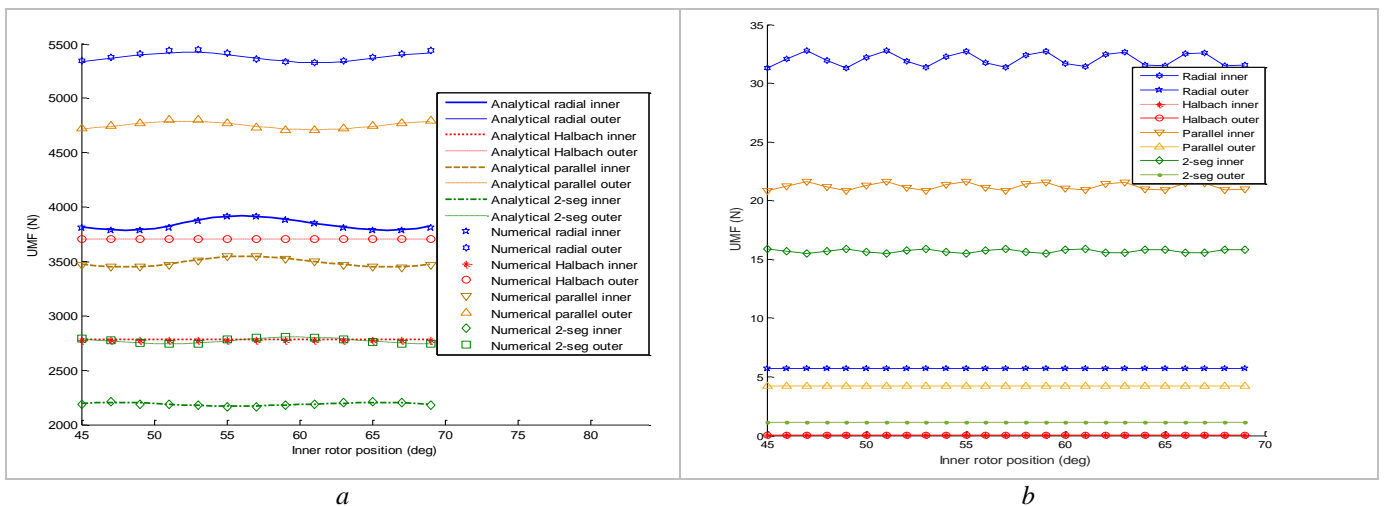 5500
5000
4500
4000
3500
3000
2500
2000
UMF (N)
45 50 55 60 65 70 75 80
Inner rotor position (deg)
Analytical radial inner
Analytical radial outer
Analytical Halbach inner
Analytical Halbach outer
Analytical parallel inner
Analytical parallel outer
Analytical 2-seg inner
Analytical 2-seg outer
Numerical radial inner
Numerical radial outer
Numerical Halbach inner
Numerical Halbach outer
Numerical parallel inner
Numerical parallel outer
Numerical 2-seg inner
Numerical 2-seg outer
a
35
30
25
20
15
10
5
0
UMF (N)
45 50 55 60 65 70
Inner rotor position (deg)
Radial inner
Radial outer
Halbach inner
Halbach outer
Parallel inner
Parallel outer
2-seg inner
2-seg outer
b